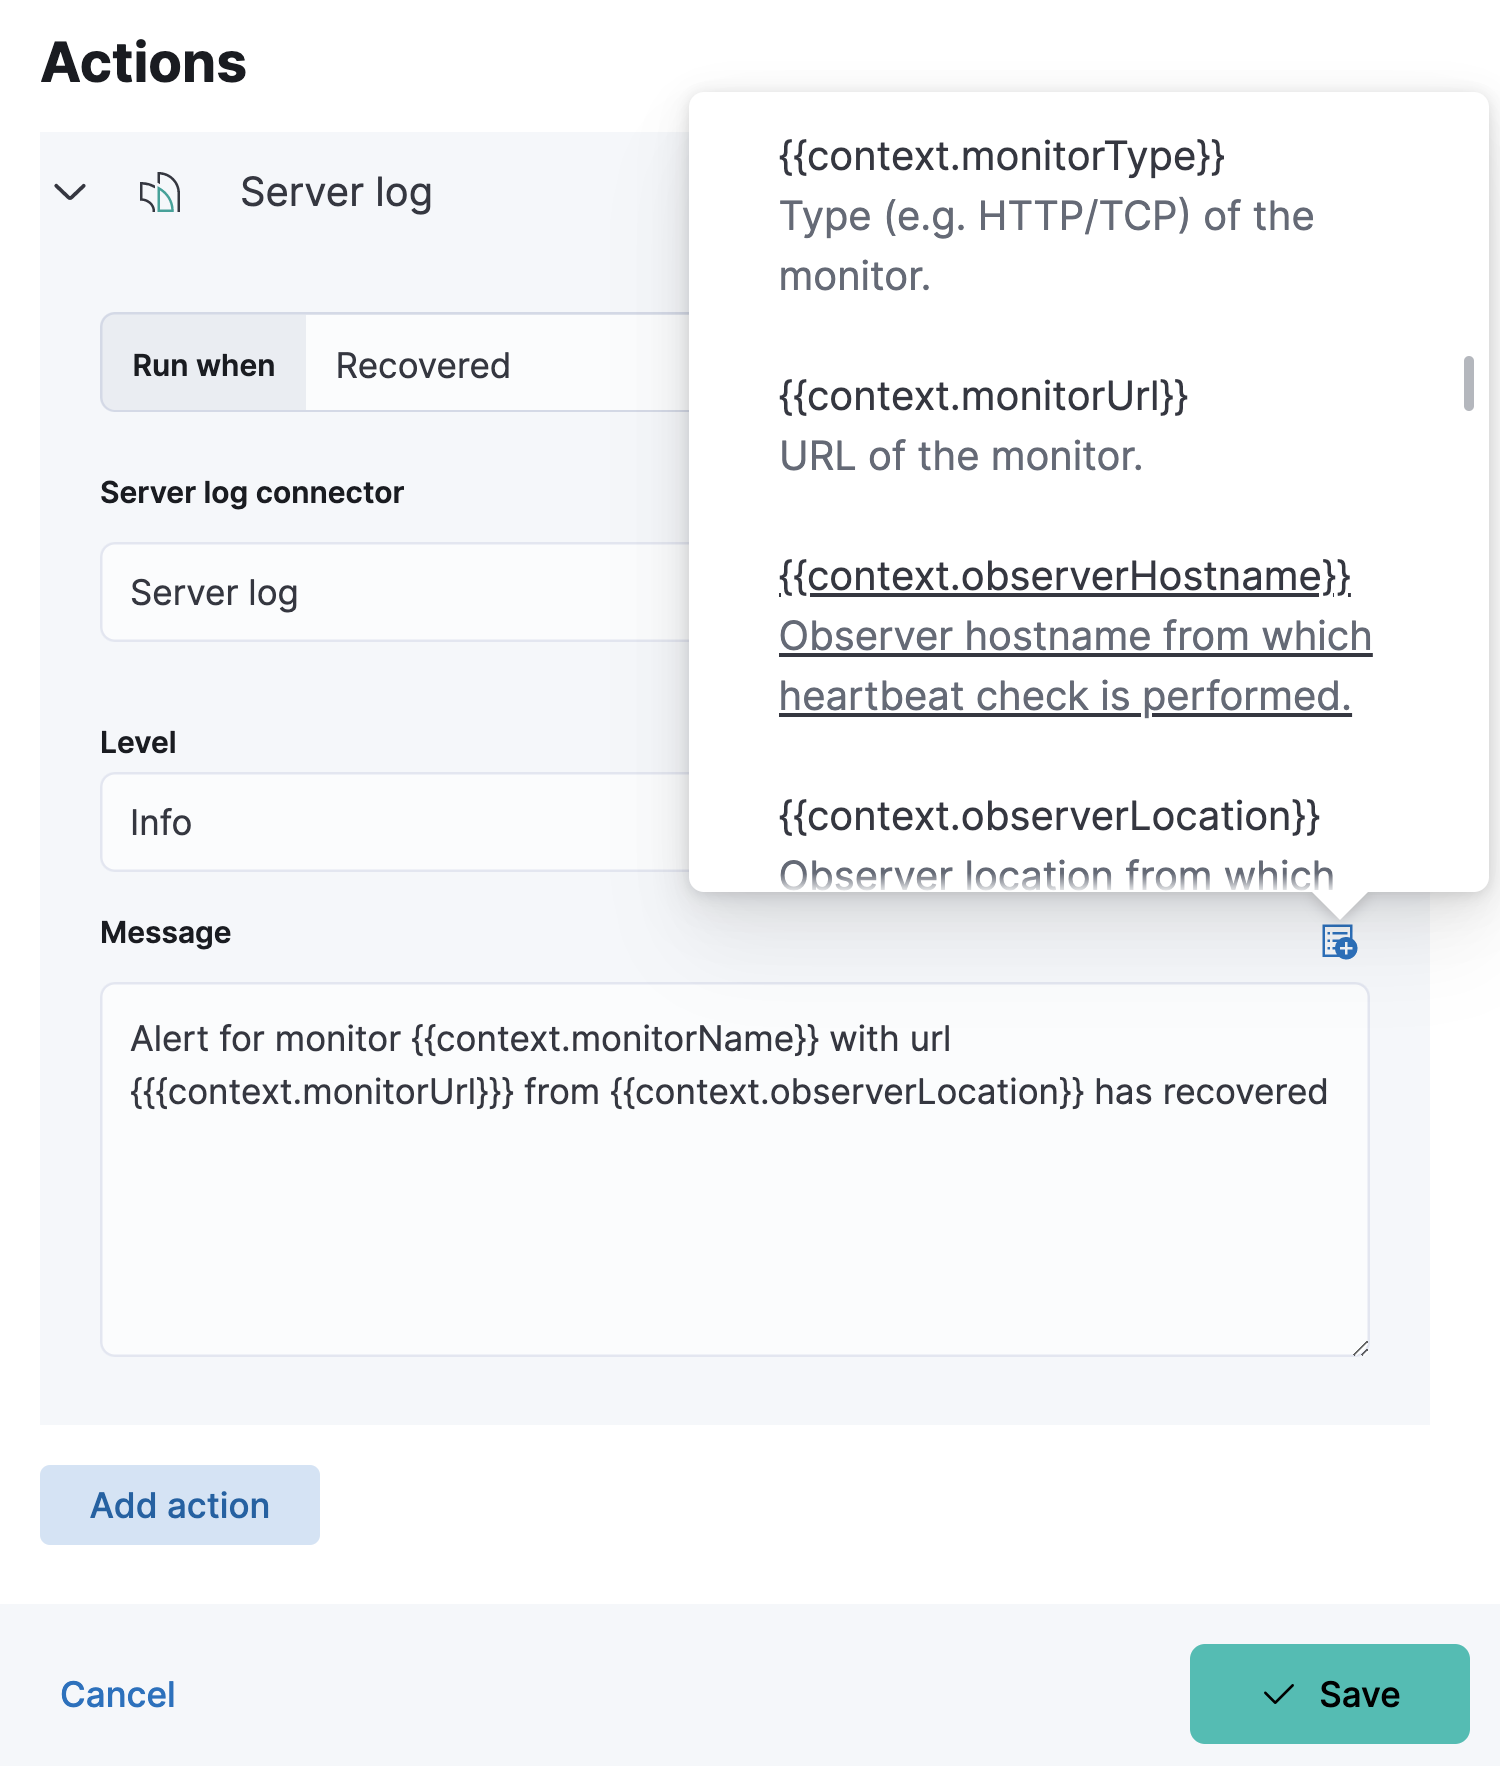 Actions
Server log
Run when
Recovered
Server log connector
Server log
Level
Info
{{context.monitorType}}
Type (e.g. HTTP/TCP) of the
monitor.
{{context.monitorUrl}}
URL of the monitor.
{{context.observerHostname}}
Observer hostname from which
heartbeat check is performed.
{{context.observerLocation}}
Observer location from which
Message
Alert for monitor {{context.monitorName}} with url
{{{context.monitorUrl}}} from {{context.observerLocation}} has recovered
Add action
Cancel
Save